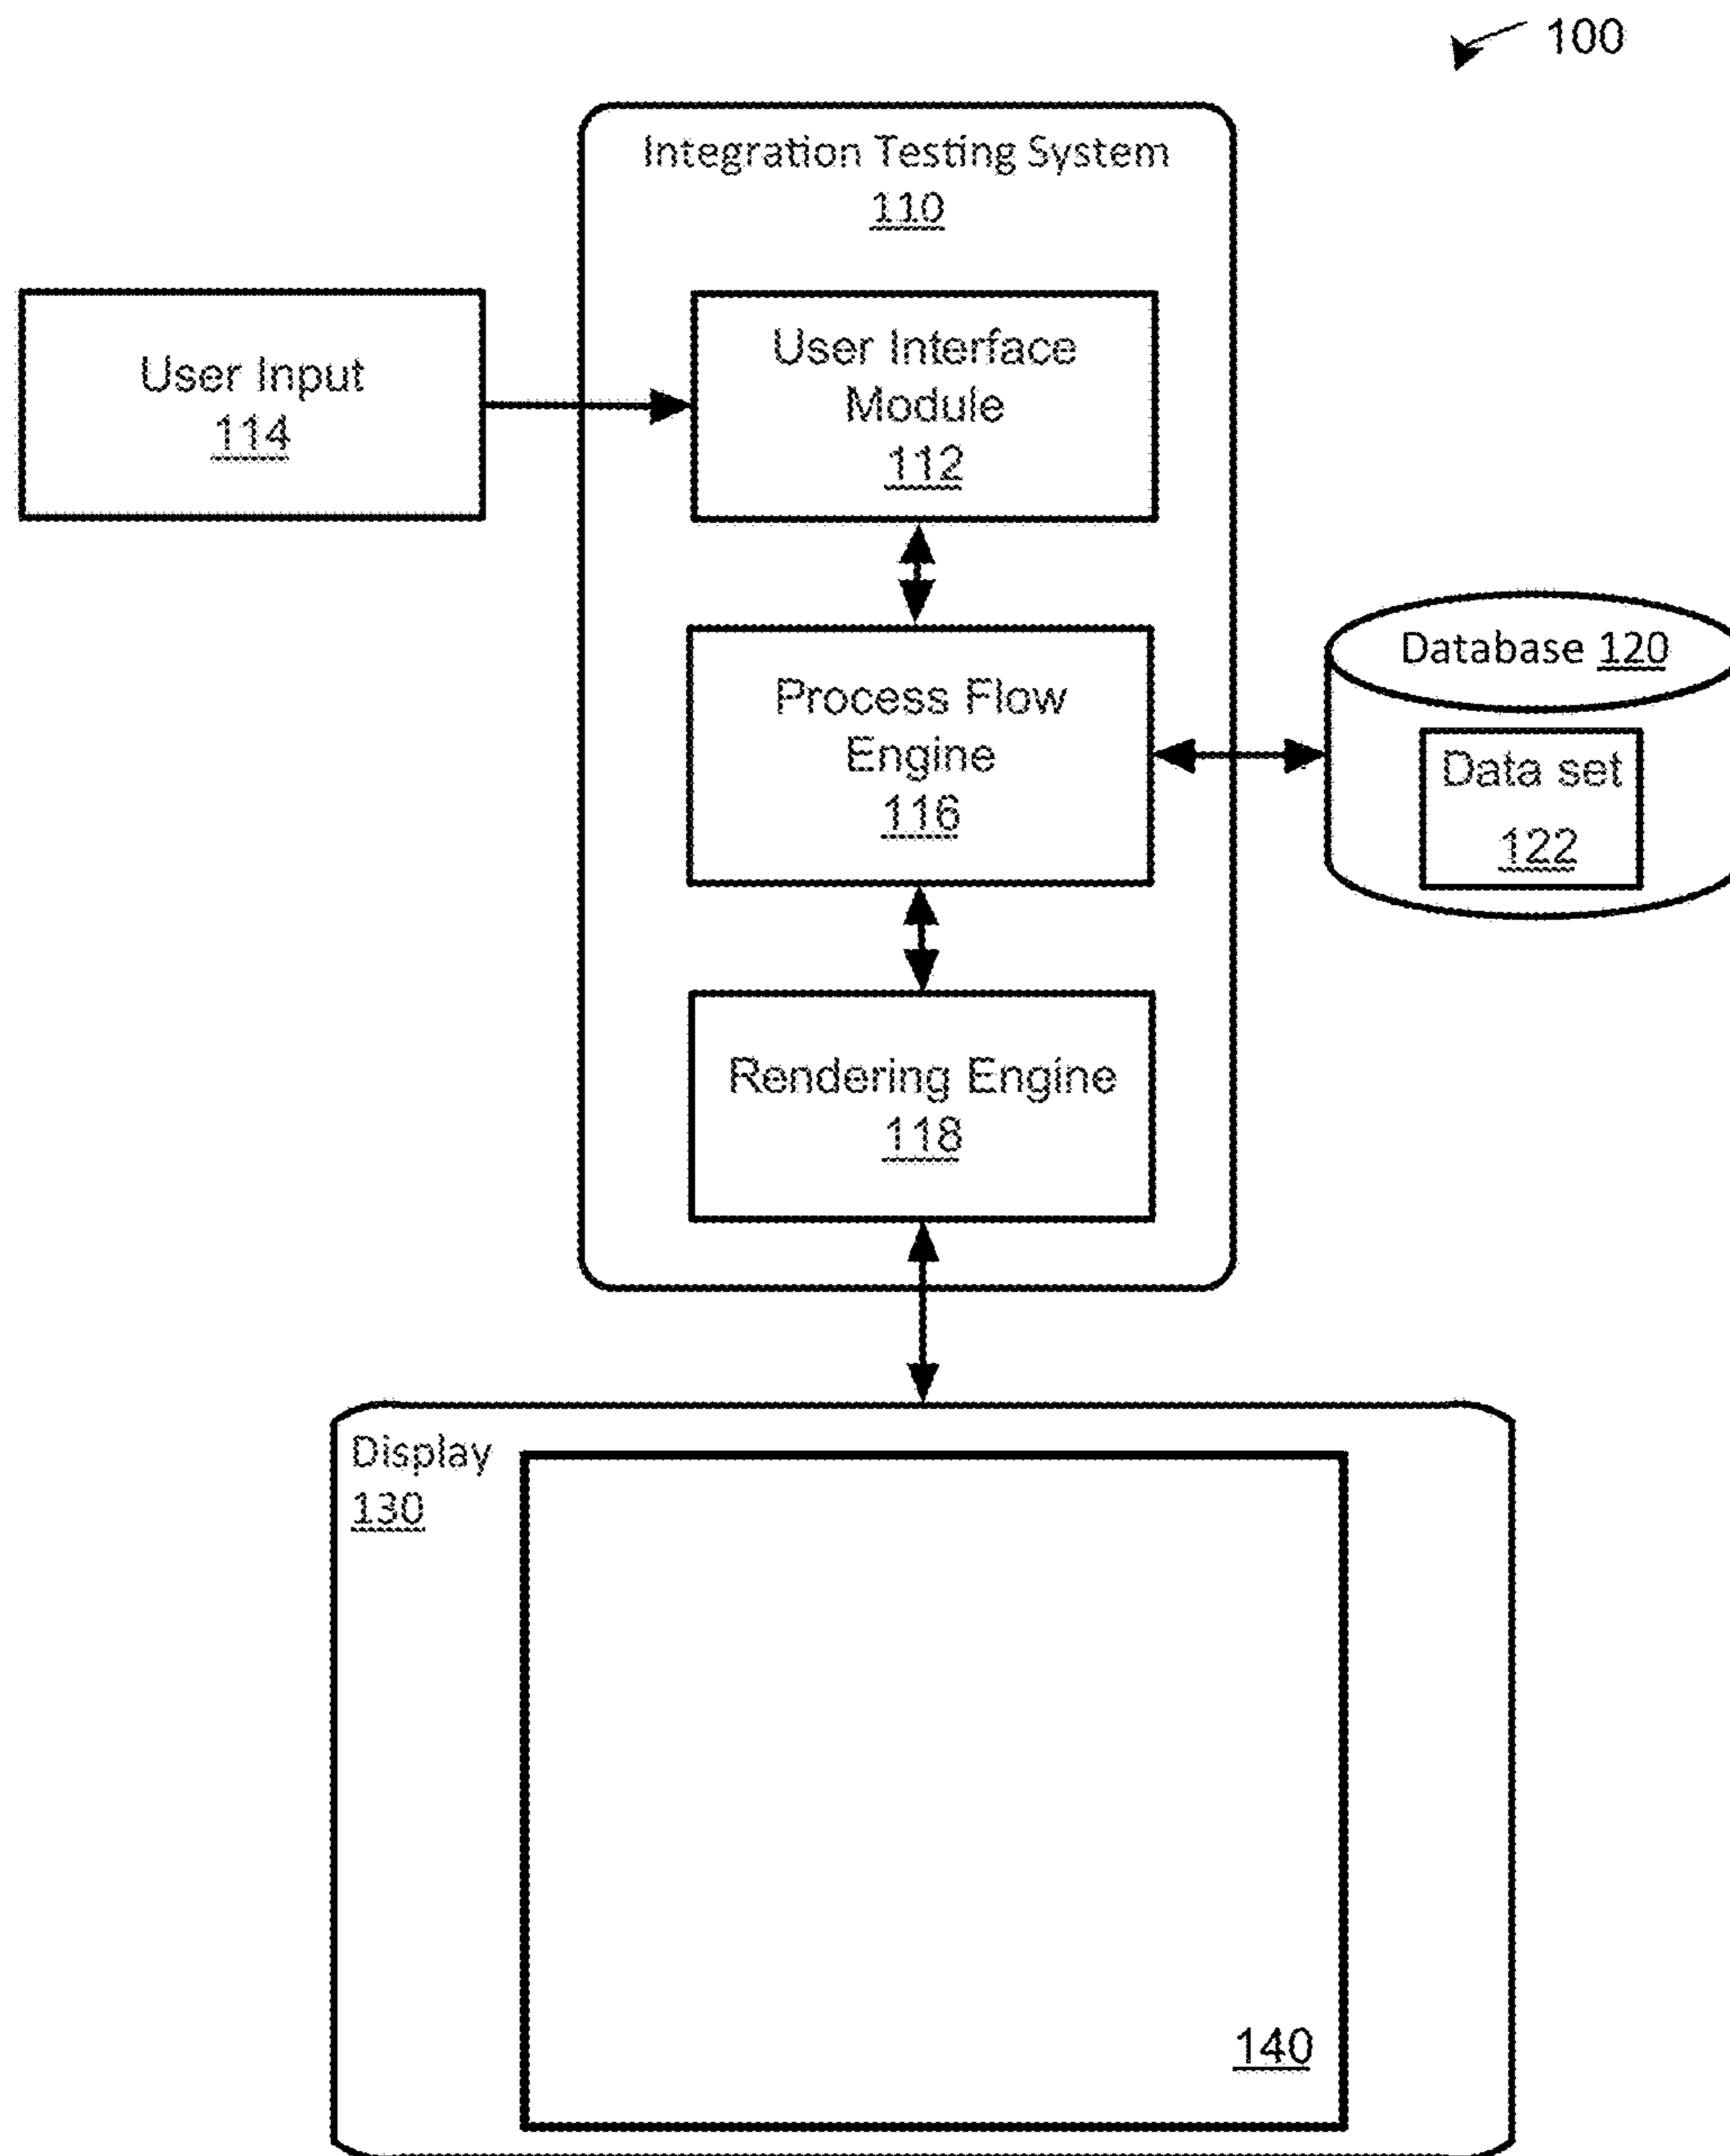 100
Integration Testing System
110
User Input
114
User Interface
Module
112
Process Flow
Engine
116
Database 120
Data set
122
Rendering Engine
118
Display
130
140